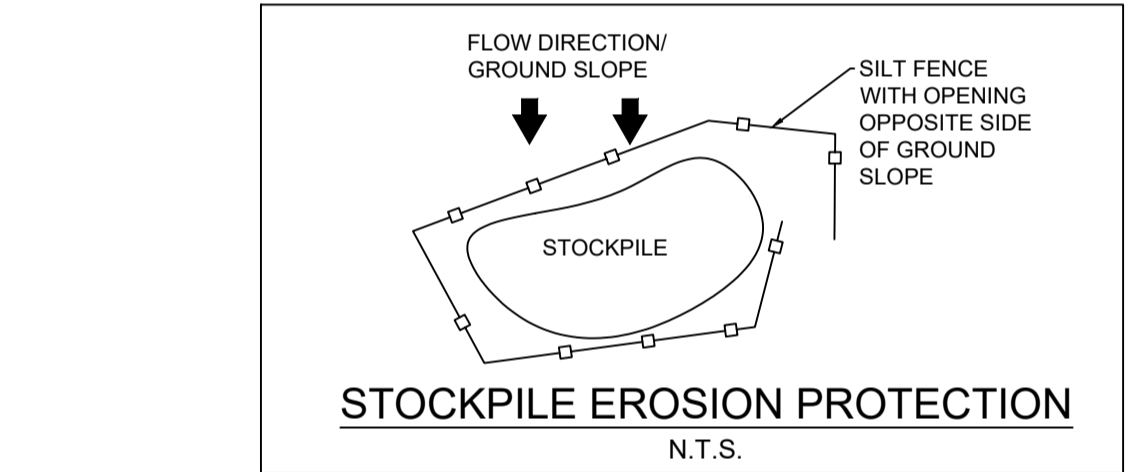 FLOW DIRECTION/
GROUND SLOPE
SILT FENCE
WITH OPENING
OPPOSITE SIDE
OF GROUND
SLOPE
STOCKPILE
STOCKPILE EROSION PROTECTION
N.T.S.